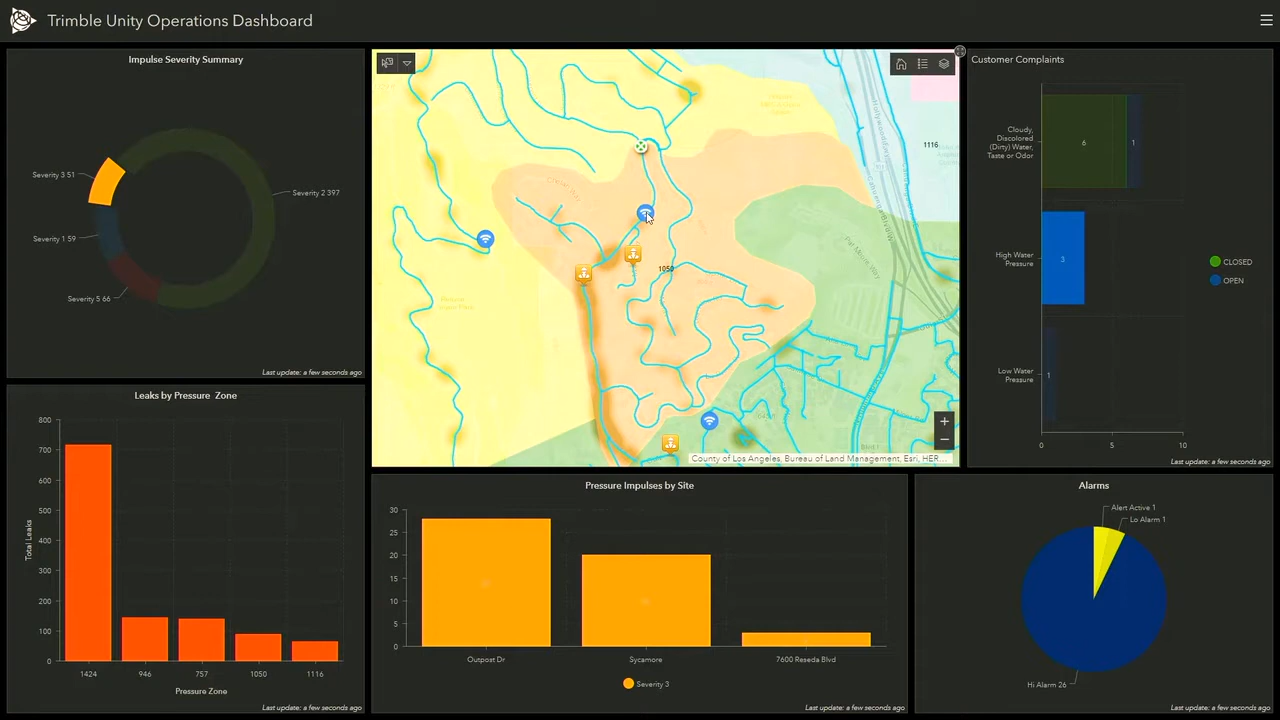 Trimble Unity Operations Dashboard
Impulse Severity Summary
Severity 3 51
Severity 2 397
Severity 1 59
Severity 5 66
Last update: a few seconds ago
Leaks by Pressure Zone
Total Leaks
800
700
600
500
400
300
200
100
0
1424
946
757
1050
1116
Pressure Zone
Last update: a few seconds ago
1116
1050
County of Los Angeles, Bureau of Land Management, Esri, HER...
Customer Complaints
Cloudy,
Discolored
(Dirty) Water,
Taste or Odor
6
1
High Water
Pressure
3
Low Water
Pressure
1
0
5
10
CLOSED
OPEN
Last update: a few seconds ago
Pressure Impulses by Site
30
25
20
15
10
5
0
Outpost Dr
Sycamore
7600 Reseda Blvd
Severity 3
Last update: a few seconds ago
Alarms
Alert Active 1
Lo Alarm 1
Hi Alarm 26
Last update: a few seconds ago